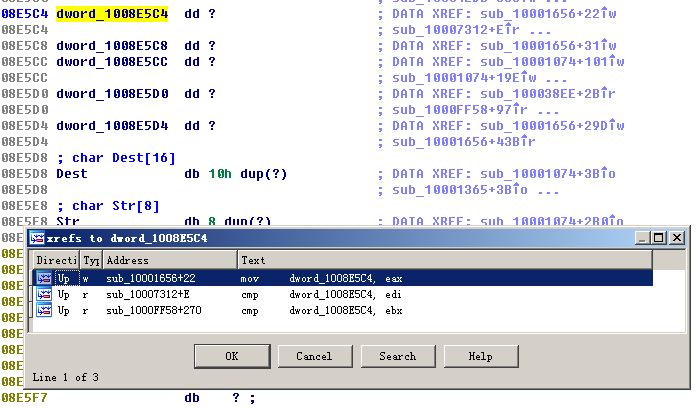 08E5C4 dword_1008E5C4 dd ? ; DATA XREF: sub_10001656+22↑w
08E5C4 ; sub_10007312+E↑r ...
08E5C8 dword_1008E5C8 dd ? ; DATA XREF: sub_10001656+31↑w
08E5CC dword_1008E5CC dd ? ; DATA XREF: sub_10001074+101↑w
08E5CC ; sub_10001074+19E↑w ...
08E5D0 dword_1008E5D0 dd ? ; DATA XREF: sub_100038EE+2B↑r
08E5D0 ; sub_1000FF58+97↑r ...
08E5D4 dword_1008E5D4 dd ? ; DATA XREF: sub_10001656+29D↑w
08E5D4 ; sub_10001656+43B↑r
08E5D8 ; char Dest[16]
08E5D8 Dest db 10h dup(?) ; DATA XREF: sub_10001074+3B↑o
08E5D8 ; sub_10001365+3B↑o ...
08E5E8 ; char Str[8]
08E5E8 Str db 8 dup(?) ; DATA XREF: sub_10001074+2B0↑o
xrefs to dword_1008E5C4
Directi Typ Address Text
Up w sub_10001656+22 mov dword_1008E5C4, eax
Up r sub_10007312+E cmp dword_1008E5C4, edi
Up r sub_1000FF58+270 cmp dword_1008E5C4, ebx
OK Cancel Search Help
Line 1 of 3
08E5F7 db ? ;